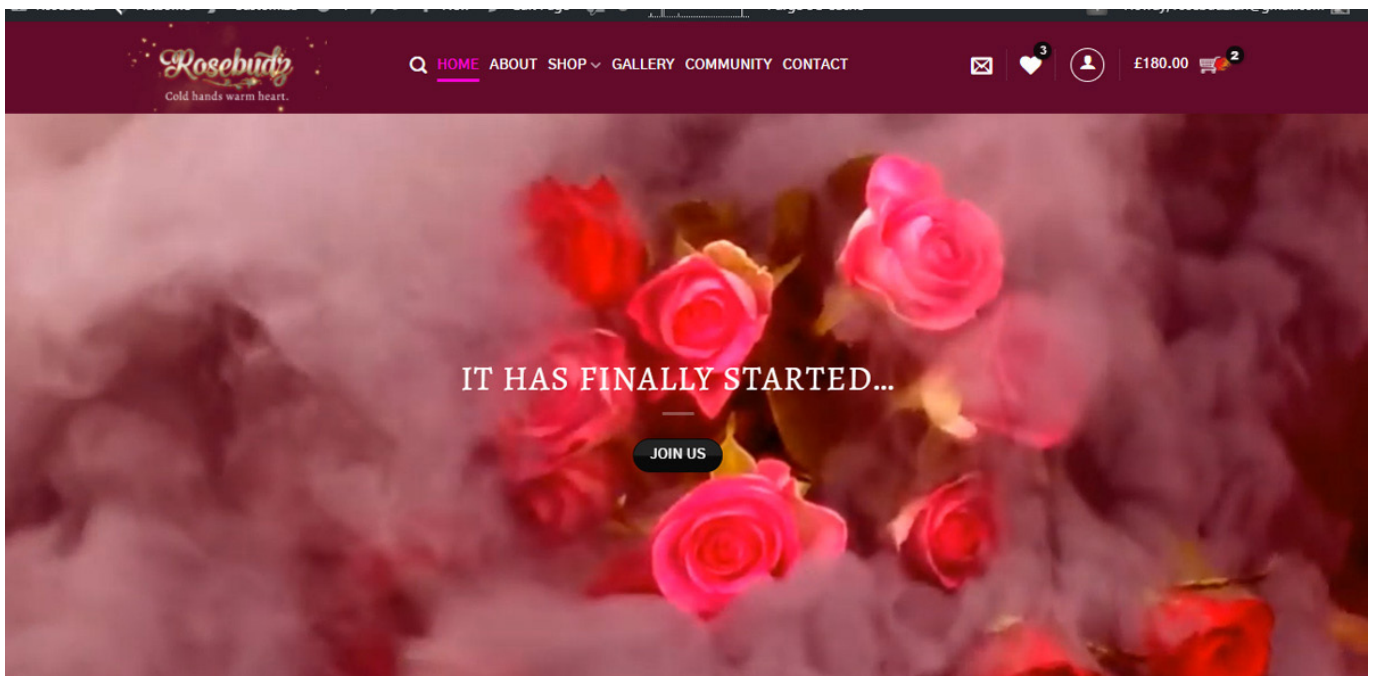 Rosebudz
Cold hands warm heart.
HOME ABOUT SHOP GALLERY COMMUNITY CONTACT
3
£180.00
2
IT HAS FINALLY STARTED...
JOIN US